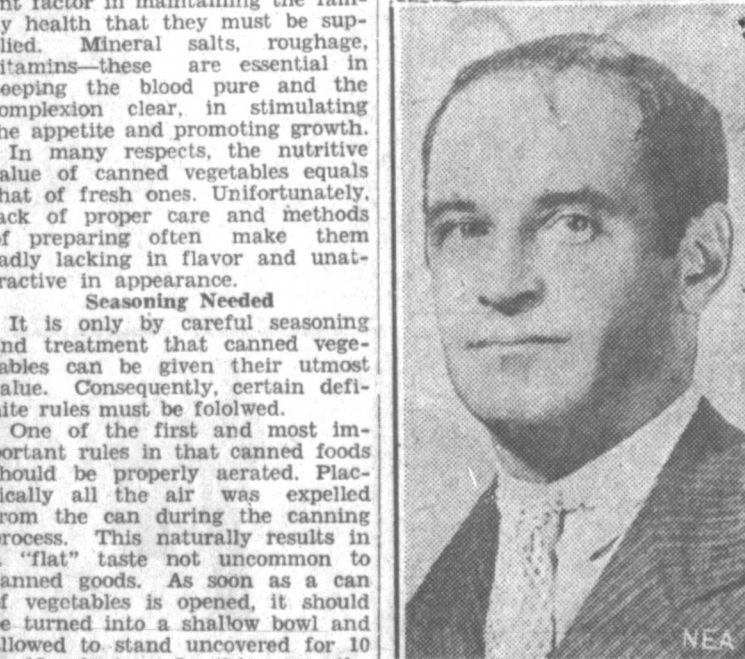 nt factor in maintaining the fam-
y health that they must be sup-
lied. Mineral salts, roughage,
itamins—these are essential in
eeping the blood pure and the
omplexion clear, in stimulating
he appetite and promoting growth.
In many respects, the nutritive
alue of canned vegetables equals
hat of fresh ones. Unifortunately,
ack of proper care and methods
f preparing often make them
adly lacking in flavor and unat-
ractive in appearance.
Seasoning Needed
It is only by careful seasoning
nd treatment that canned vege-
ables can be given their utmost
alue. Consequently, certain defi-
ite rules must be fololwed.
One of the first and most im-
ortant rules in that canned foods
hould be properly aerated. Plac-
ically all the air was expelled
rom the can during the canning
rocess. This naturally results in
"flat" taste not uncommon to
anned goods. As soon as a can
f vegetables is opened, it should
e turned into a shallow bowl and
llowed to stand uncovered for 10
NEA